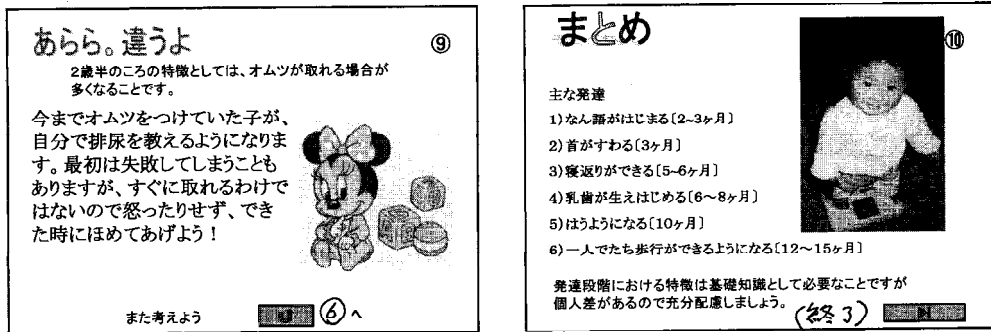 あらら。違うよ
⑨
2歳半のころの特徴としては、オムツが取れる場合が
多くなることです。
今までオムツをつけていた子が、
自分で排尿を教えるようになりま
す。最初は失敗してしまうことも
ありますが、すぐに取れるわけで
はないので怒ったりせず、でき
た時にほめてあげよう！
また考えよう
⑥へ
まとめ
⑩
主な発達
1)なん語がはじまる〔2~3ヶ月〕
2)首がすわる〔3ヶ月〕
3)寝返りができる〔5~6ヶ月〕
4)乳歯が生えはじめる〔6～8ヶ月〕
5)はうようになる〔10ヶ月〕
6)一人でたち歩行ができるようになる〔12～15ヶ月〕
発達段階における特徴は基礎知識として必要なことですが
個人差があるので充分配慮しましょう。
(終了)